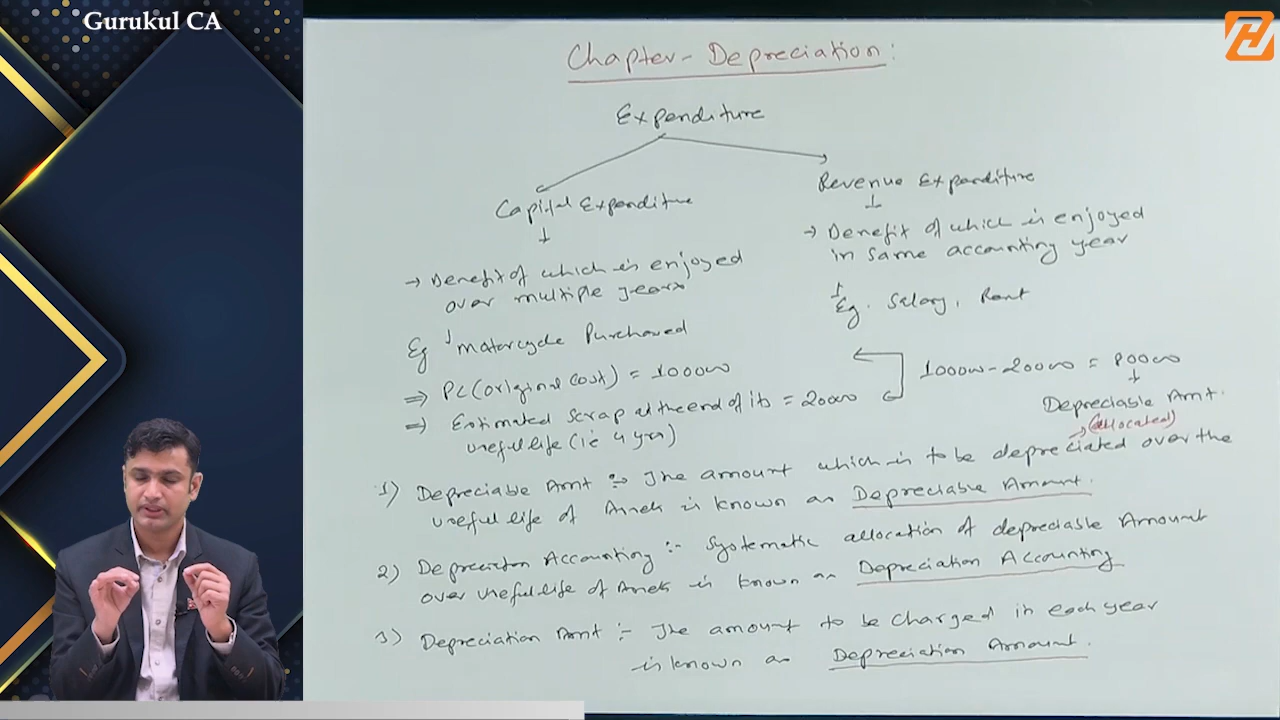 Gurukul CA
Chapter - Depreciation :
Expenditure
Capital Expenditure
→ Benefit of which is enjoyed
over multiple years
Eg motorcycle Purchased
⇒ PC (original cost) = 100000
⇒ Estimated scrap at the end of its = 20000
useful life (i.e 4 yrs)
Revenue Expenditure
→ Benefit of which is enjoyed
in same accounting year
Eg. Salary, Rent
100000 - 20000 = 80000
Depreciable Amt.
(allocated)
1) Depreciable Amt :- The amount which is to be depreciated over the
useful life of Assets is known as Depreciable Amount.
2) Depreciation Accounting :- Systematic allocation of depreciable Amount
over useful life of Assets is known as Depreciation Accounting
3) Depreciation Amt :- The amount to be charged in each year
is known as Depreciation Amount.